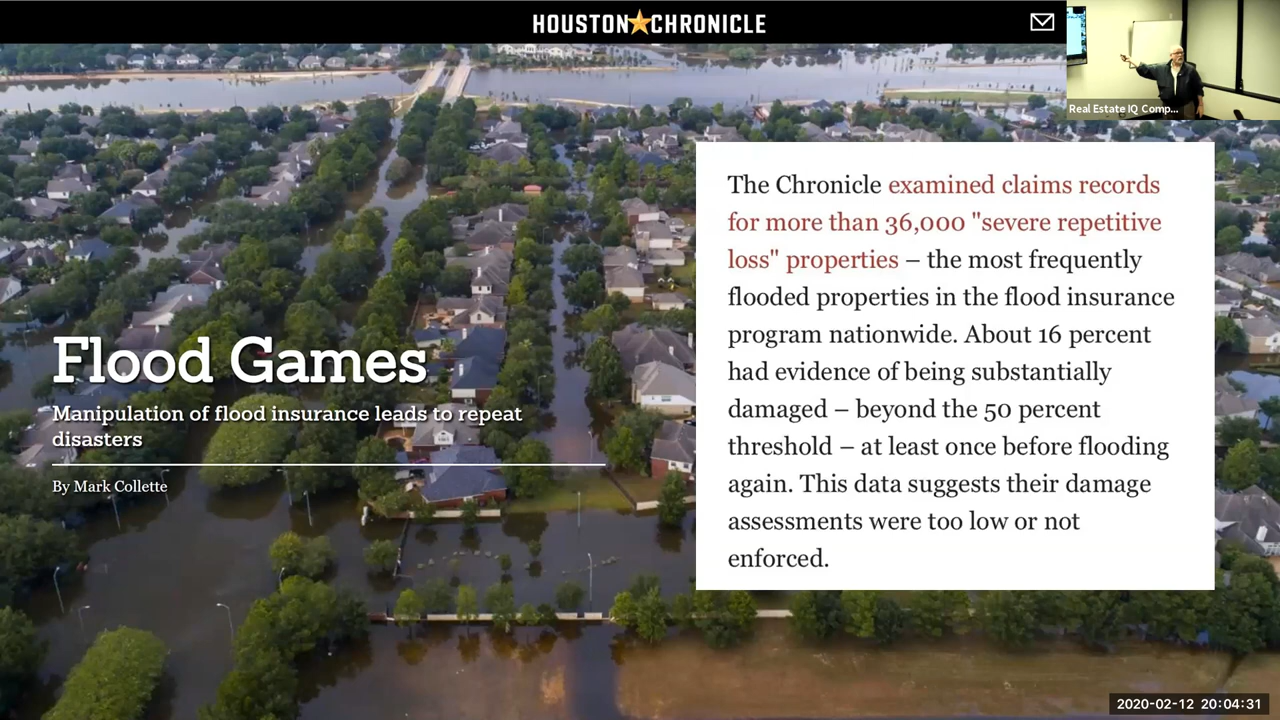 HOUSTON CHRONICLE
Real Estate IQ Comp...
The Chronicle examined claims records
for more than 36,000 "severe repetitive
loss" properties – the most frequently
flooded properties in the flood insurance
program nationwide. About 16 percent
had evidence of being substantially
damaged – beyond the 50 percent
threshold – at least once before flooding
again. This data suggests their damage
assessments were too low or not
enforced.
Flood Games
Manipulation of flood insurance leads to repeat
disasters
By Mark Collette
2020-02-12 20:04:31